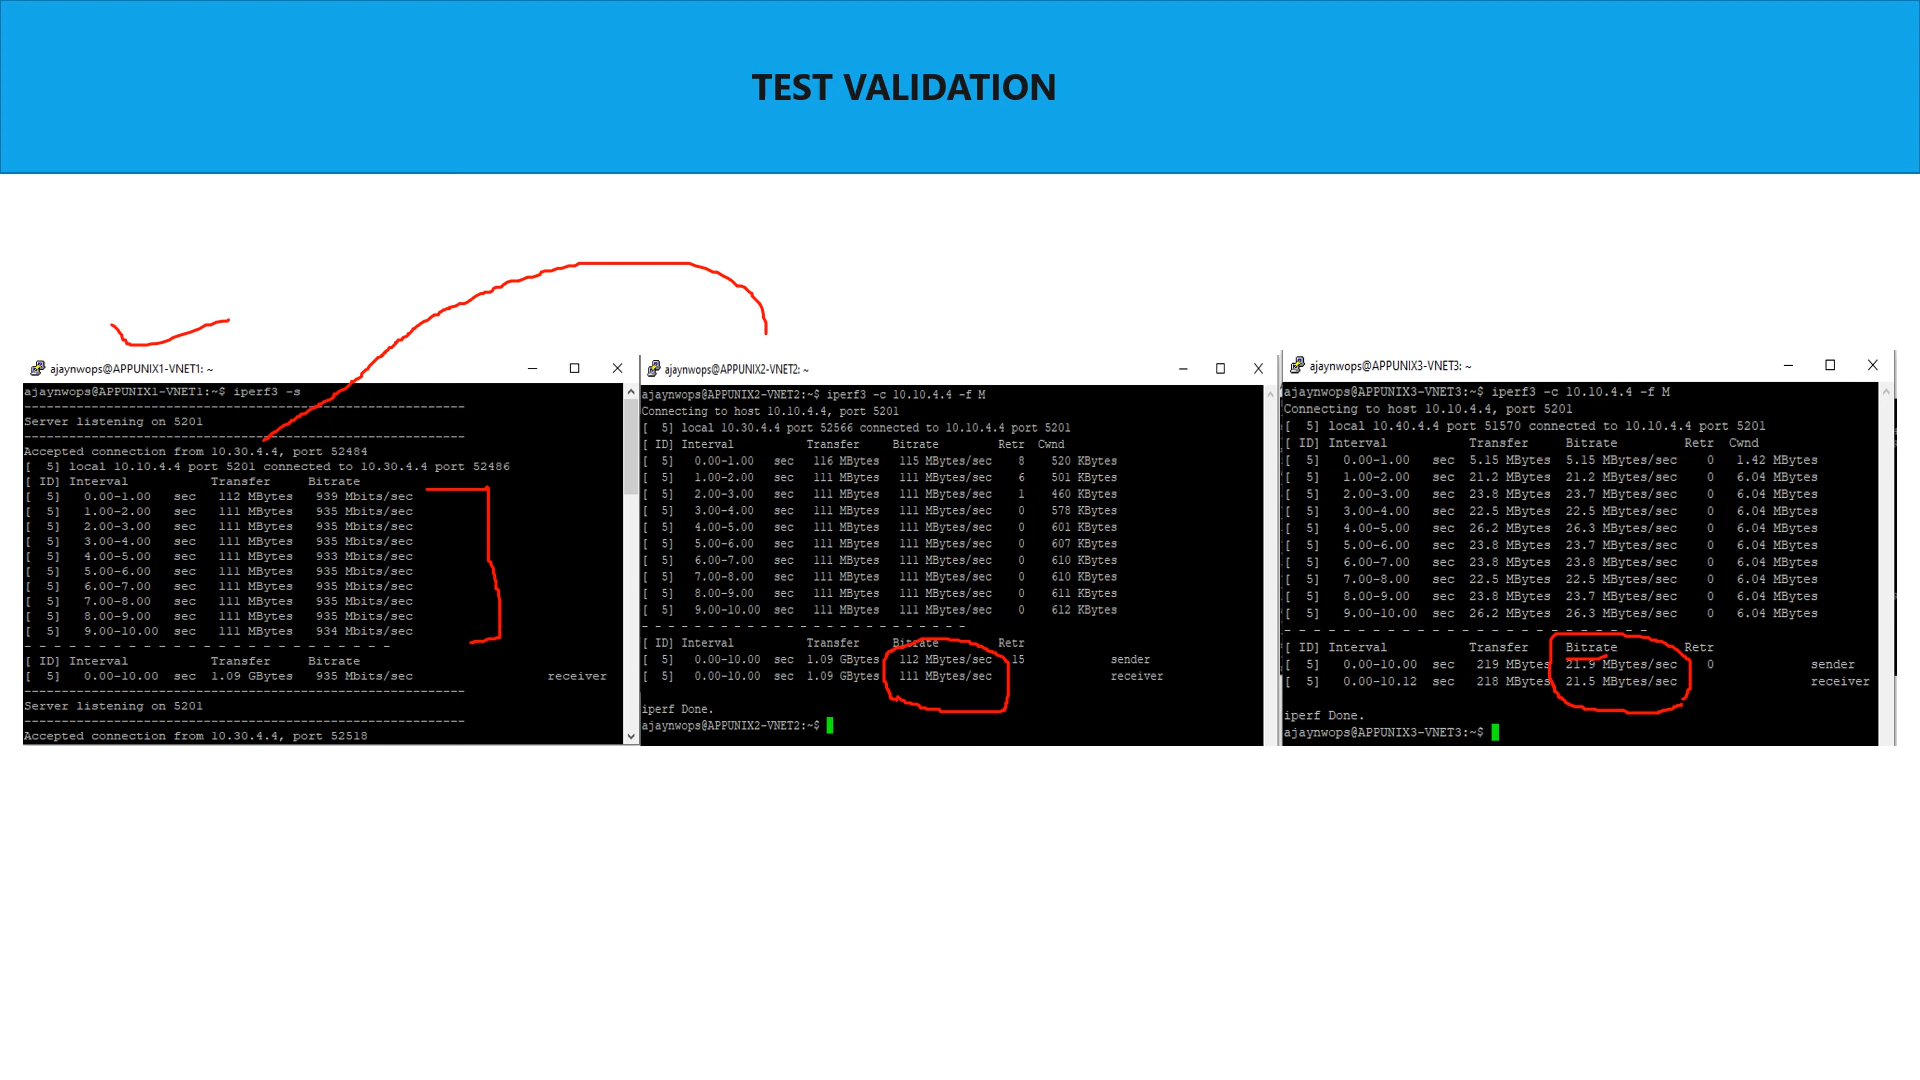 TEST VALIDATION
ajaynwops@APPUNIX1-VNET1: ~
ajaynwops@APPUNIX1-VNET1:~$ iperf3 -s
-----------------------------------------------------------
Server listening on 5201
-----------------------------------------------------------
Accepted connection from 10.30.4.4, port 52484
[  5] local 10.10.4.4 port 5201 connected to 10.30.4.4 port 52486
[ ID] Interval           Transfer     Bitrate
[  5]   0.00-1.00   sec   112 MBytes   939 Mbits/sec
[  5]   1.00-2.00   sec   111 MBytes   935 Mbits/sec
[  5]   2.00-3.00   sec   111 MBytes   935 Mbits/sec
[  5]   3.00-4.00   sec   111 MBytes   935 Mbits/sec
[  5]   4.00-5.00   sec   111 MBytes   933 Mbits/sec
[  5]   5.00-6.00   sec   111 MBytes   935 Mbits/sec
[  5]   6.00-7.00   sec   111 MBytes   935 Mbits/sec
[  5]   7.00-8.00   sec   111 MBytes   935 Mbits/sec
[  5]   8.00-9.00   sec   111 MBytes   935 Mbits/sec
[  5]   9.00-10.00  sec   111 MBytes   934 Mbits/sec
- - - - - - - - - - - - - - - - - - - - - - - - -
[ ID] Interval           Transfer     Bitrate
[  5]   0.00-10.00  sec  1.09 GBytes   935 Mbits/sec                  receiver
-----------------------------------------------------------
Server listening on 5201
-----------------------------------------------------------
Accepted connection from 10.30.4.4, port 52518
ajaynwops@APPUNIX2-VNET2: ~
ajaynwops@APPUNIX2-VNET2:~$ iperf3 -c 10.10.4.4 -f M
Connecting to host 10.10.4.4, port 5201
[  5] local 10.30.4.4 port 52566 connected to 10.10.4.4 port 5201
[ ID] Interval           Transfer     Bitrate         Retr  Cwnd
[  5]   0.00-1.00   sec   116 MBytes   115 MBytes/sec    8    520 KBytes
[  5]   1.00-2.00   sec   111 MBytes   111 MBytes/sec    6    501 KBytes
[  5]   2.00-3.00   sec   111 MBytes   111 MBytes/sec    1    460 KBytes
[  5]   3.00-4.00   sec   111 MBytes   111 MBytes/sec    0    578 KBytes
[  5]   4.00-5.00   sec   111 MBytes   111 MBytes/sec    0    601 KBytes
[  5]   5.00-6.00   sec   111 MBytes   111 MBytes/sec    0    607 KBytes
[  5]   6.00-7.00   sec   111 MBytes   111 MBytes/sec    0    610 KBytes
[  5]   7.00-8.00   sec   111 MBytes   111 MBytes/sec    0    610 KBytes
[  5]   8.00-9.00   sec   111 MBytes   111 MBytes/sec    0    611 KBytes
[  5]   9.00-10.00  sec   111 MBytes   111 MBytes/sec    0    612 KBytes
- - - - - - - - - - - - - - - - - - - - - - - - -
[ ID] Interval           Transfer     Bitrate         Retr
[  5]   0.00-10.00  sec  1.09 GBytes   112 MBytes/sec   15             sender
[  5]   0.00-10.00  sec  1.09 GBytes   111 MBytes/sec                  receiver
iperf Done.
ajaynwops@APPUNIX2-VNET2:~$
ajaynwops@APPUNIX3-VNET3: ~
ajaynwops@APPUNIX3-VNET3:~$ iperf3 -c 10.10.4.4 -f M
Connecting to host 10.10.4.4, port 5201
[  5] local 10.40.4.4 port 51570 connected to 10.10.4.4 port 5201
[ ID] Interval           Transfer     Bitrate         Retr  Cwnd
[  5]   0.00-1.00   sec  5.15 MBytes  5.15 MBytes/sec    0   1.42 MBytes
[  5]   1.00-2.00   sec  21.2 MBytes  21.2 MBytes/sec    0   6.04 MBytes
[  5]   2.00-3.00   sec  23.8 MBytes  23.7 MBytes/sec    0   6.04 MBytes
[  5]   3.00-4.00   sec  22.5 MBytes  22.5 MBytes/sec    0   6.04 MBytes
[  5]   4.00-5.00   sec  26.2 MBytes  26.3 MBytes/sec    0   6.04 MBytes
[  5]   5.00-6.00   sec  23.8 MBytes  23.7 MBytes/sec    0   6.04 MBytes
[  5]   6.00-7.00   sec  23.8 MBytes  23.8 MBytes/sec    0   6.04 MBytes
[  5]   7.00-8.00   sec  22.5 MBytes  22.5 MBytes/sec    0   6.04 MBytes
[  5]   8.00-9.00   sec  23.8 MBytes  23.7 MBytes/sec    0   6.04 MBytes
[  5]   9.00-10.00  sec  26.2 MBytes  26.3 MBytes/sec    0   6.04 MBytes
- - - - - - - - - - - - - - - - - - - - - - - - -
[ ID] Interval           Transfer     Bitrate         Retr
[  5]   0.00-10.00  sec   219 MBytes  21.9 MBytes/sec    0             sender
[  5]   0.00-10.12  sec   218 MBytes  21.5 MBytes/sec                  receiver
iperf Done.
ajaynwops@APPUNIX3-VNET3:~$